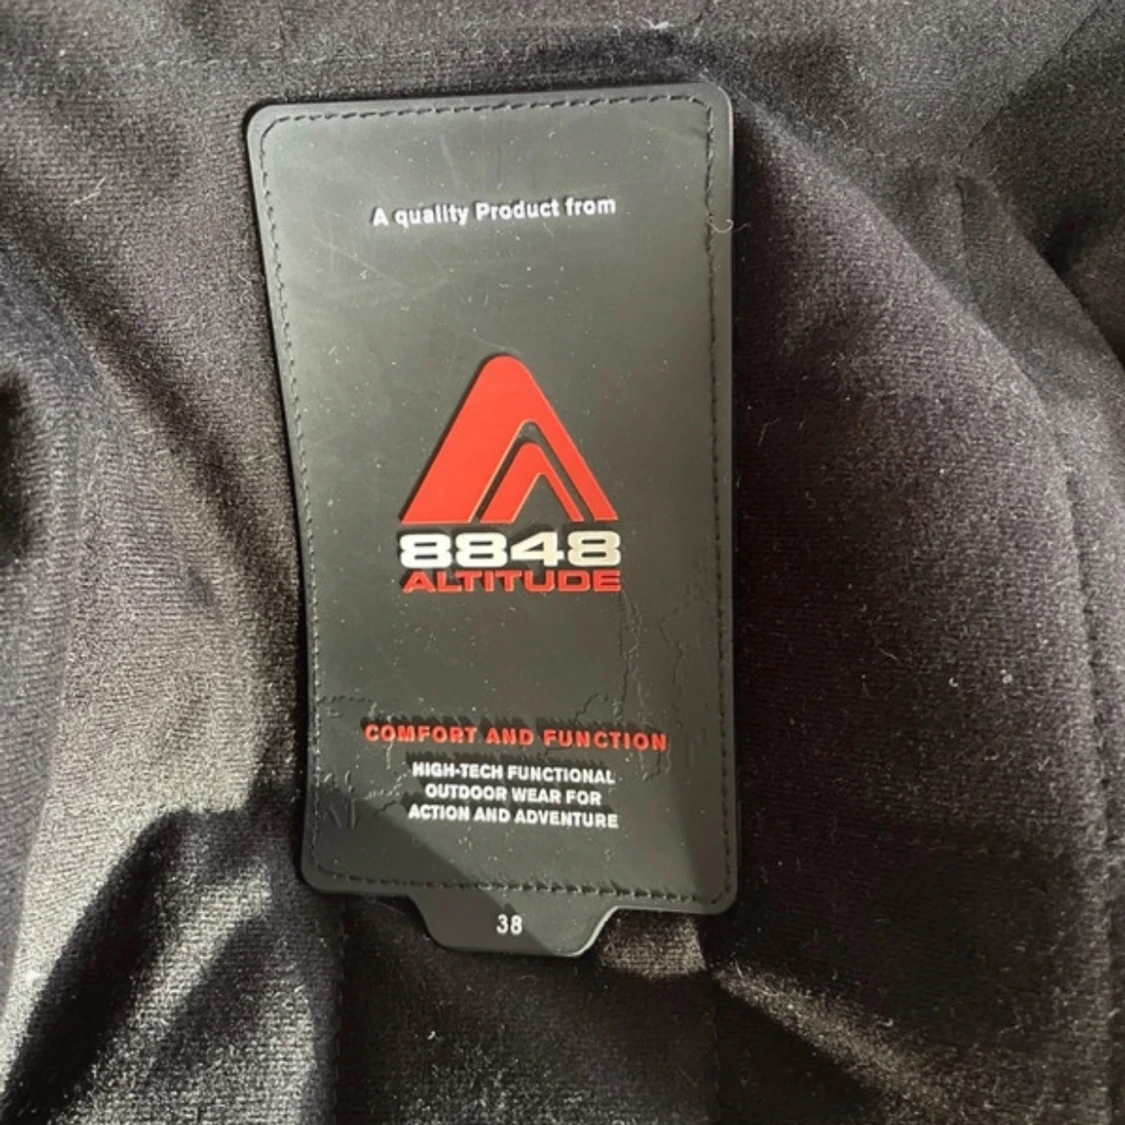 A quality Product from
8848
ALTITUDE
COMFORT AND FUNCTION
HIGH-TECH FUNCTIONAL
OUTDOOR WEAR FOR
ACTION AND ADVENTURE
38